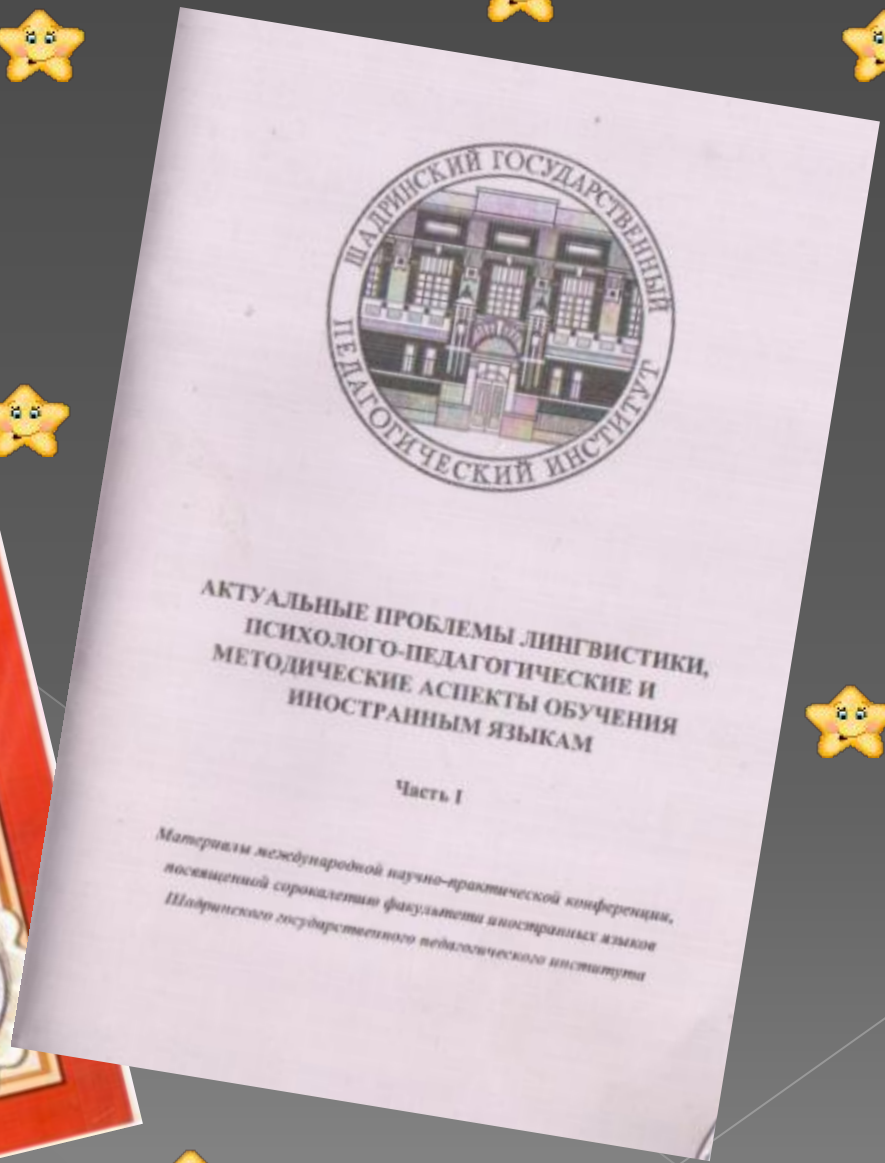 ШАДРИНСКИЙ ГОСУДАРСТВЕННЫЙ
ПЕДАГОГИЧЕСКИЙ ИНСТИТУТ
АКТУАЛЬНЫЕ ПРОБЛЕМЫ ЛИНГВИСТИКИ,
ПСИХОЛОГО-ПЕДАГОГИЧЕСКИЕ И
МЕТОДИЧЕСКИЕ АСПЕКТЫ ОБУЧЕНИЯ
ИНОСТРАННЫМ ЯЗЫКАМ
Часть I
Материалы международной научно-практической конференции,
посвященной сорокалетию факультета иностранных языков
Шадринского государственного педагогического института